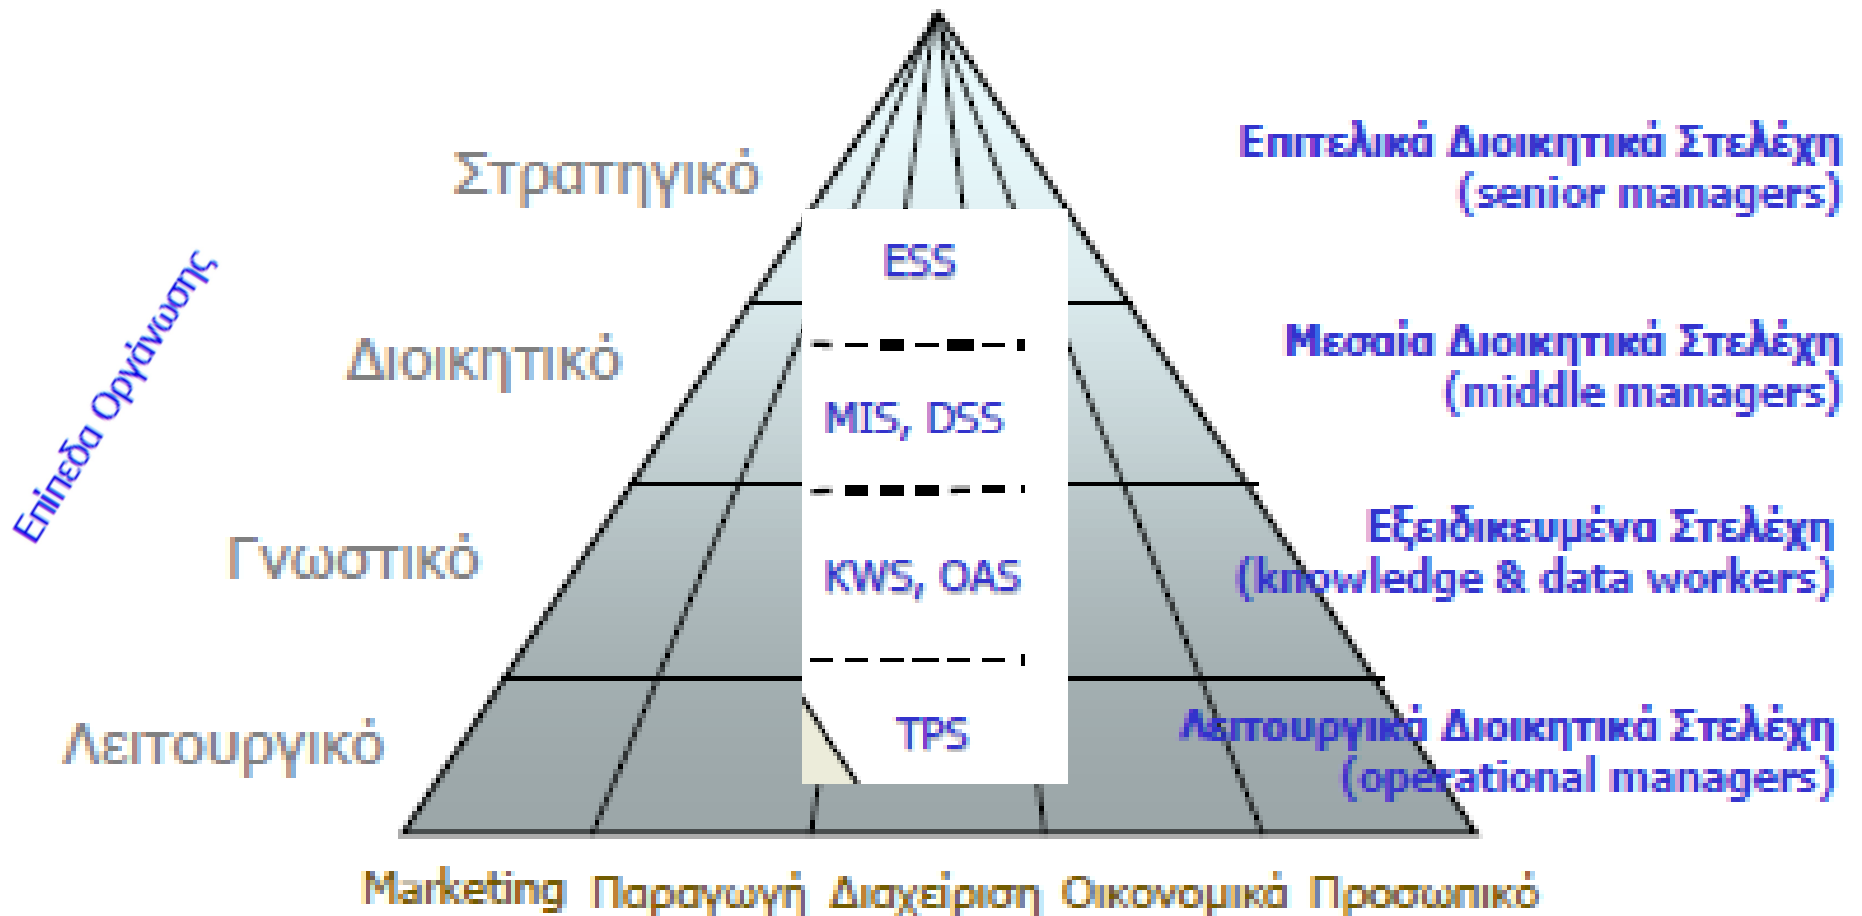 Στρατηγικό
Επιτελικά Διοικητικά Στελέχη
(senior managers)
ESS
Επίπεδα Οργάνωσης
Διοικητικό
Μεσαία Διοικητικά Στελέχη
(middle managers)
MIS, DSS
Γνωστικό
Εξειδικευμένα Στελέχη
(knowledge & data workers)
KWS, OAS
Λειτουργικό
Λειτουργικά Διοικητικά Στελέχη
(operational managers)
TPS
Marketing Παραγωγή Διαχείριση Οικονομικά Προσωπικό